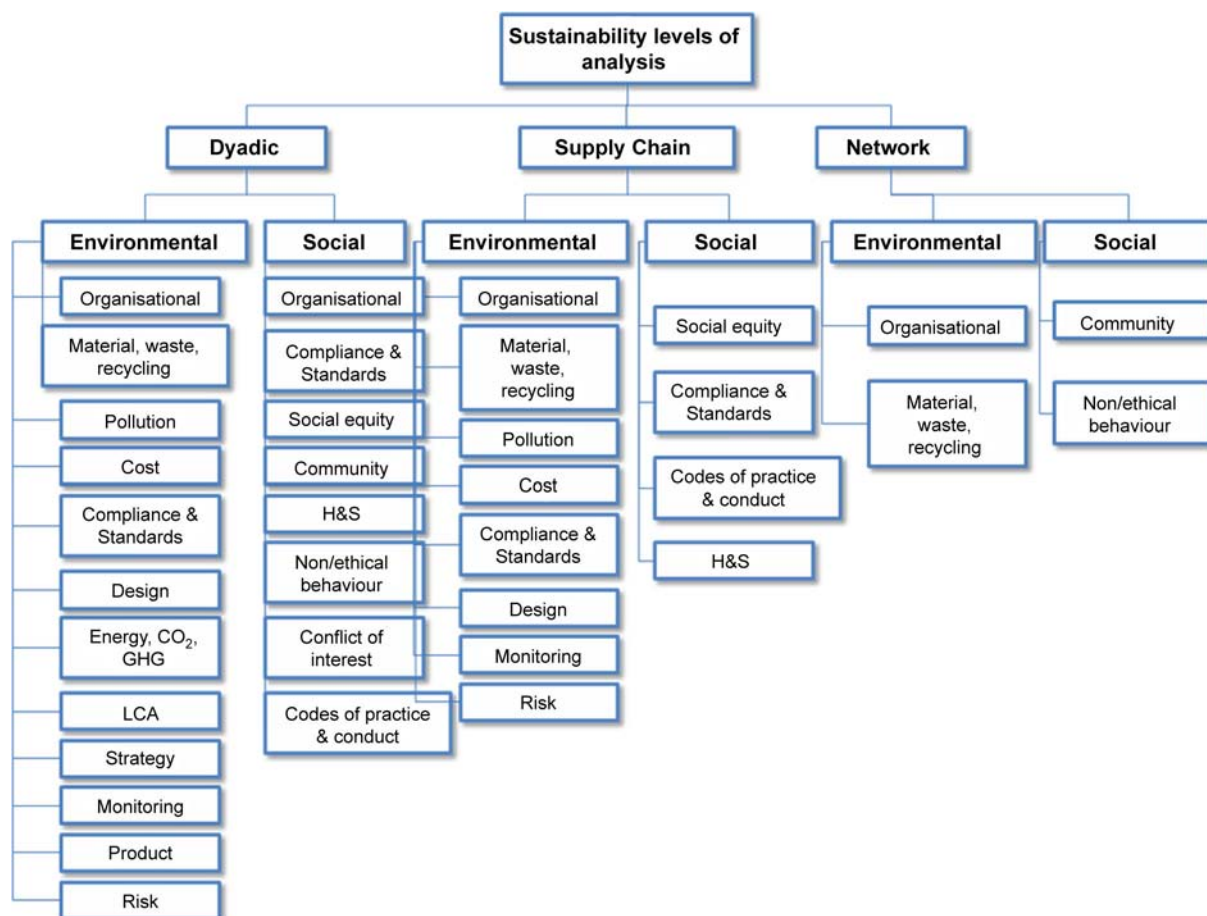 Sustainability levels of
analysis
Dyadic
Supply Chain
Network
Environmental
Social
Environmental
Social
Environmental
Social
Organisational
Material, waste,
recycling
Pollution
Cost
Compliance &
Standards
Design
Energy, CO₂,
GHG
LCA
Strategy
Monitoring
Product
Risk
Organisational
Compliance &
Standards
Social equity
Community
H&S
Non/ethical
behaviour
Conflict of
interest
Codes of practice
& conduct
Organisational
Material,
waste,
recycling
Pollution
Cost
Compliance &
Standards
Design
Monitoring
Risk
Social equity
Compliance &
Standards
Codes of practice
& conduct
H&S
Organisational
Material,
waste,
recycling
Community
Non/ethical
behaviour